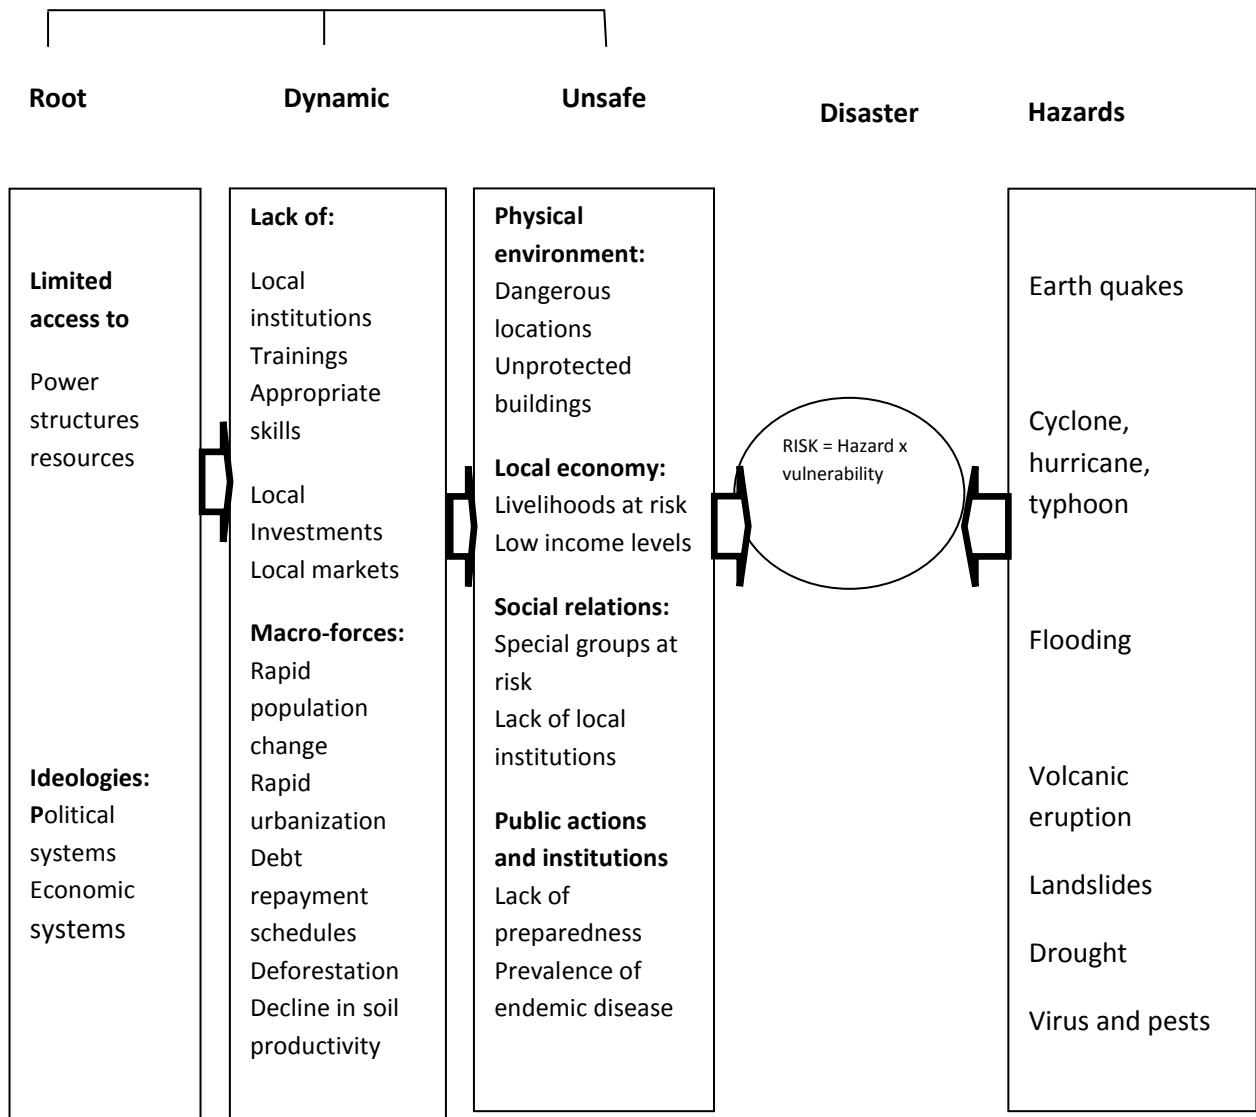 Root
Dynamic
Unsafe
Disaster
Hazards
Limited
access to
Power
structures
resources
Ideologies:
Political
systems
Economic
systems
Lack of:
Local
institutions
Trainings
Appropriate
skills
Local
Investments
Local markets
Macro-forces:
Rapid
population
change
Rapid
urbanization
Debt
repayment
schedules
Deforestation
Decline in soil
productivity
Physical
environment:
Dangerous
locations
Unprotected
buildings
Local economy:
Livelihoods at risk
Low income levels
Social relations:
Special groups at
risk
Lack of local
institutions
Public actions
and institutions
Lack of
preparedness
Prevalence of
endemic disease
RISK = Hazard x
vulnerability
Earth quakes
Cyclone,
hurricane,
typhoon
Flooding
Volcanic
eruption
Landslides
Drought
Virus and pests